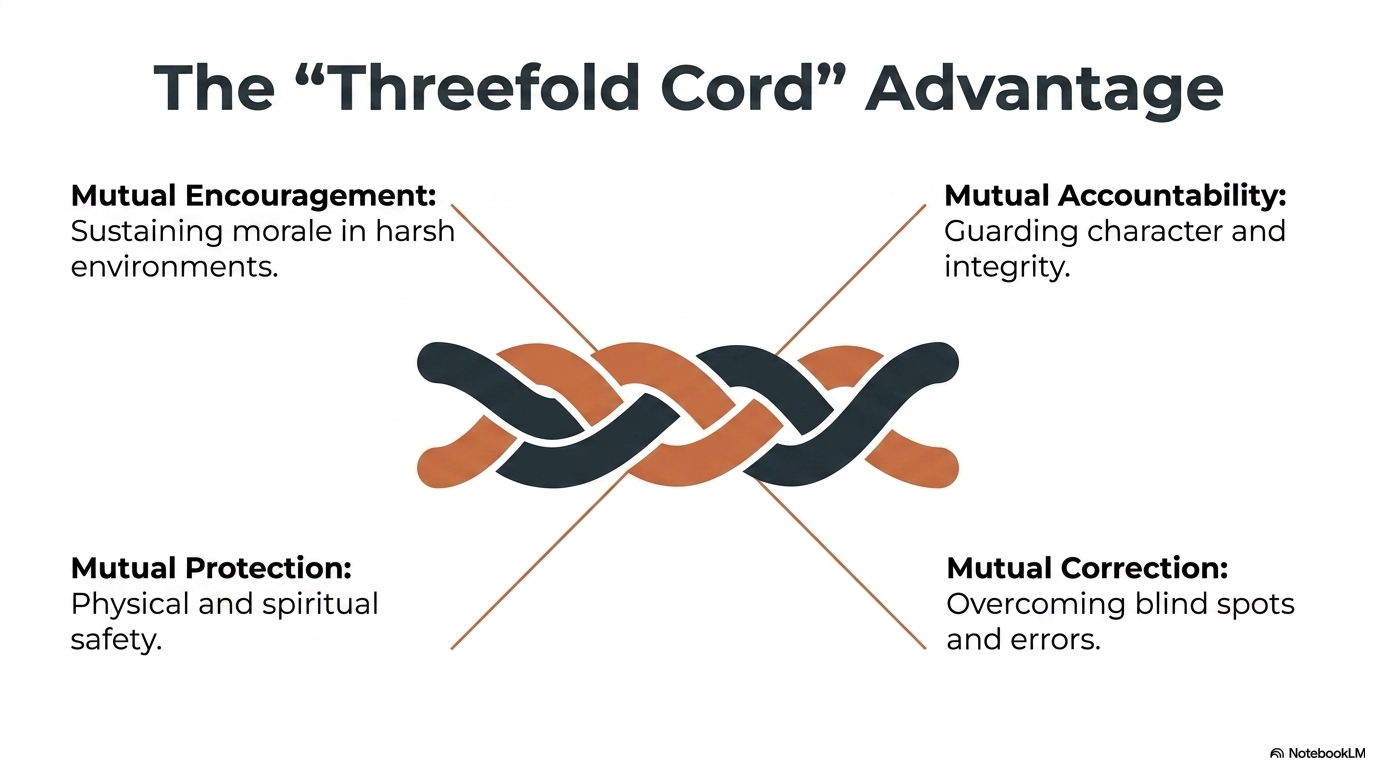 The “Threefold Cord” Advantage
Mutual Encouragement:
Sustaining morale in harsh
environments.
Mutual Accountability:
Guarding character and
integrity.
Mutual Protection:
Physical and spiritual
safety.
Mutual Correction:
Overcoming blind spots
and errors.
NotebookLM